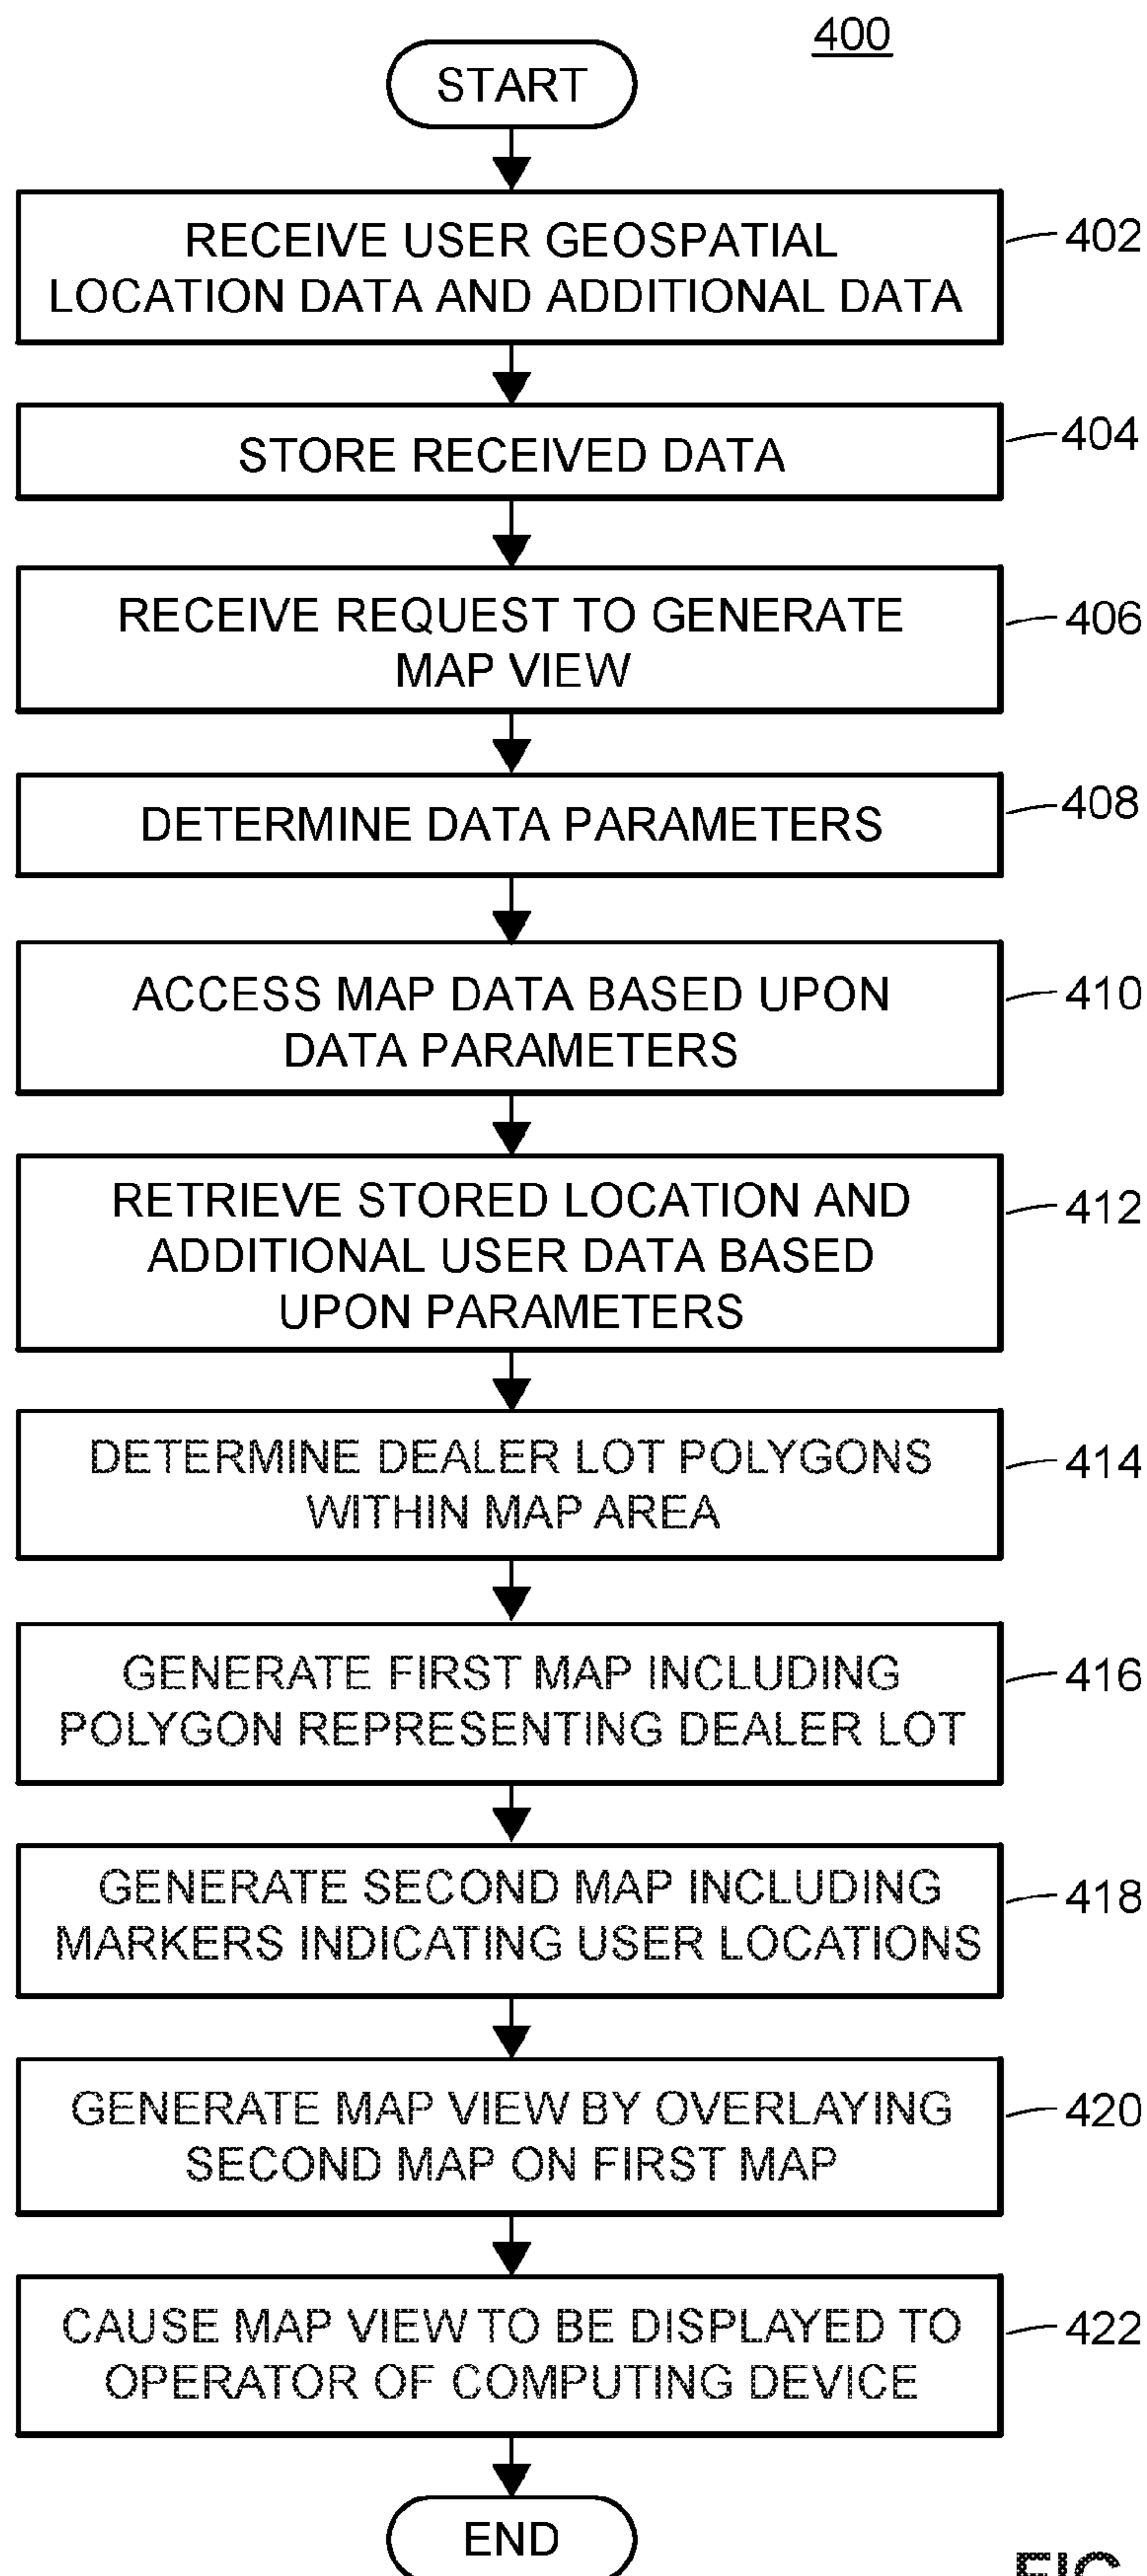 400
START
RECEIVE USER GEOSPATIAL
LOCATION DATA AND ADDITIONAL DATA
402
STORE RECEIVED DATA
404
RECEIVE REQUEST TO GENERATE
MAP VIEW
406
DETERMINE DATA PARAMETERS
408
ACCESS MAP DATA BASED UPON
DATA PARAMETERS
410
RETRIEVE STORED LOCATION AND
ADDITIONAL USER DATA BASED
UPON PARAMETERS
412
DETERMINE DEALER LOT POLYGONS
WITHIN MAP AREA
414
GENERATE FIRST MAP INCLUDING
POLYGON REPRESENTING DEALER LOT
416
GENERATE SECOND MAP INCLUDING
MARKERS INDICATING USER LOCATIONS
418
GENERATE MAP VIEW BY OVERLAYING
SECOND MAP ON FIRST MAP
420
CAUSE MAP VIEW TO BE DISPLAYED TO
OPERATOR OF COMPUTING DEVICE
422
END